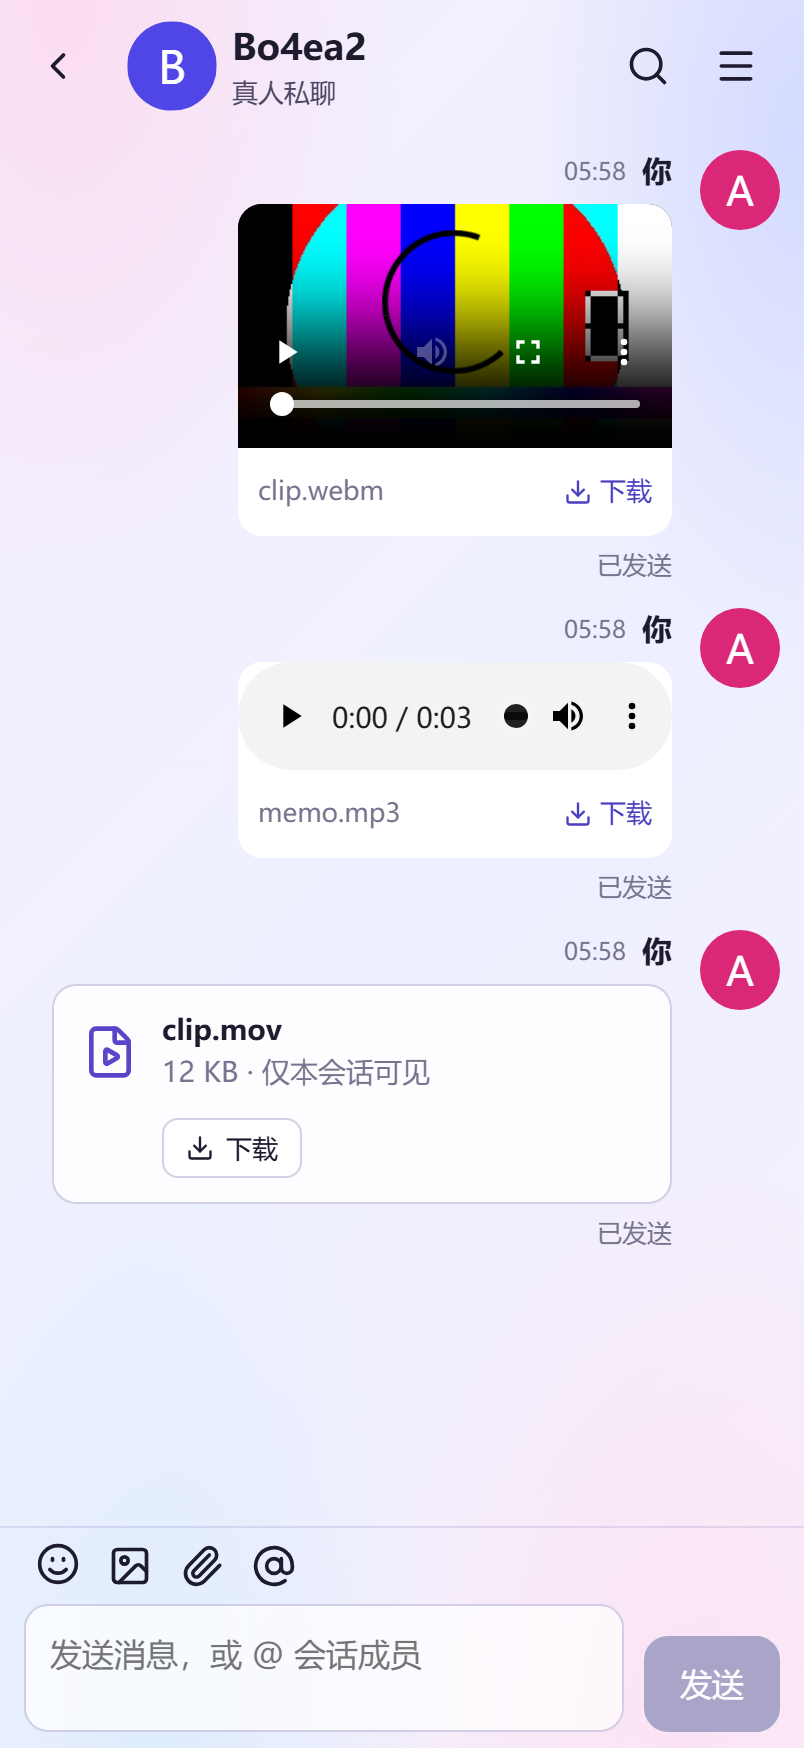 B
Bo4ea2
真人私聊
05:58 你
A
clip.webm
下载
已发送
05:58 你
A
0:00 / 0:03
memo.mp3
下载
已发送
05:58 你
A
clip.mov
12 KB · 仅本会话可见
下载
已发送
发送消息，或 @ 会话成员
发送